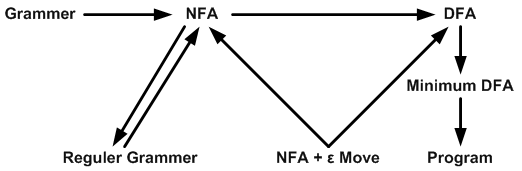 Grammer
NFA
DFA
Minimum DFA
Reguler Grammer
NFA + ε Move
Program